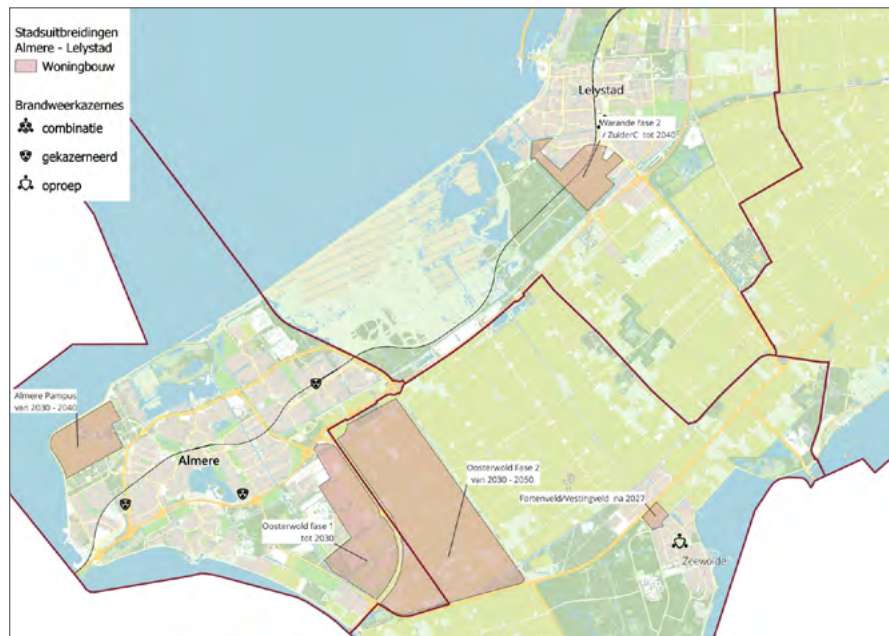 Stadsuitbreidingen
Almere - Lelystad
Woningbouw
Brandweerkazernes
combinatie
gekazerneerd
oproep
Lelystad
Warande fase 2
/ ZuiderC tot 2040
Almere Pampus
van 2030 - 2040
Almere
Oosterwold Fase 2
van 2030 - 2050
Fortenveld/Vestingveld na 2027
Oosterwold fase 1
tot 2030
Zeewolde